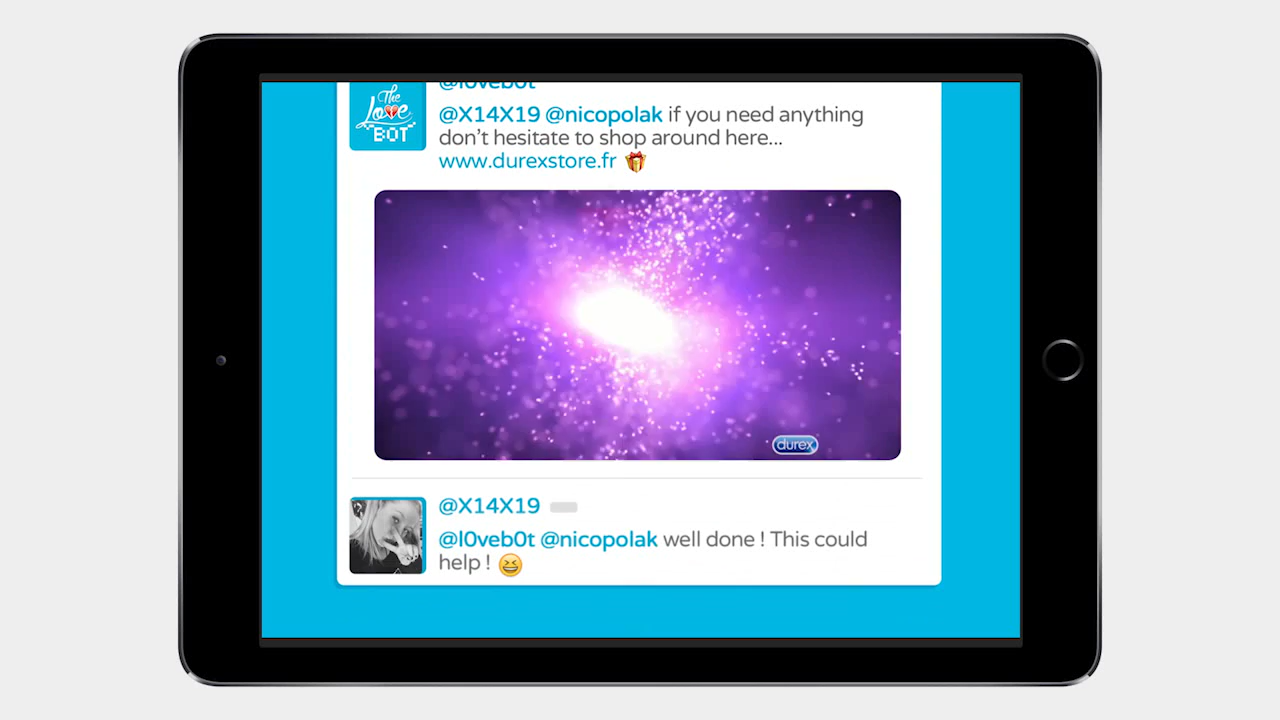 The
Love
BOT
@l0veb0t
@X14X19 @nicopolak if you need anything
don't hesitate to shop around here...
www.durexstore.fr
durex
@X14X19
@l0veb0t @nicopolak well done ! This could
help !